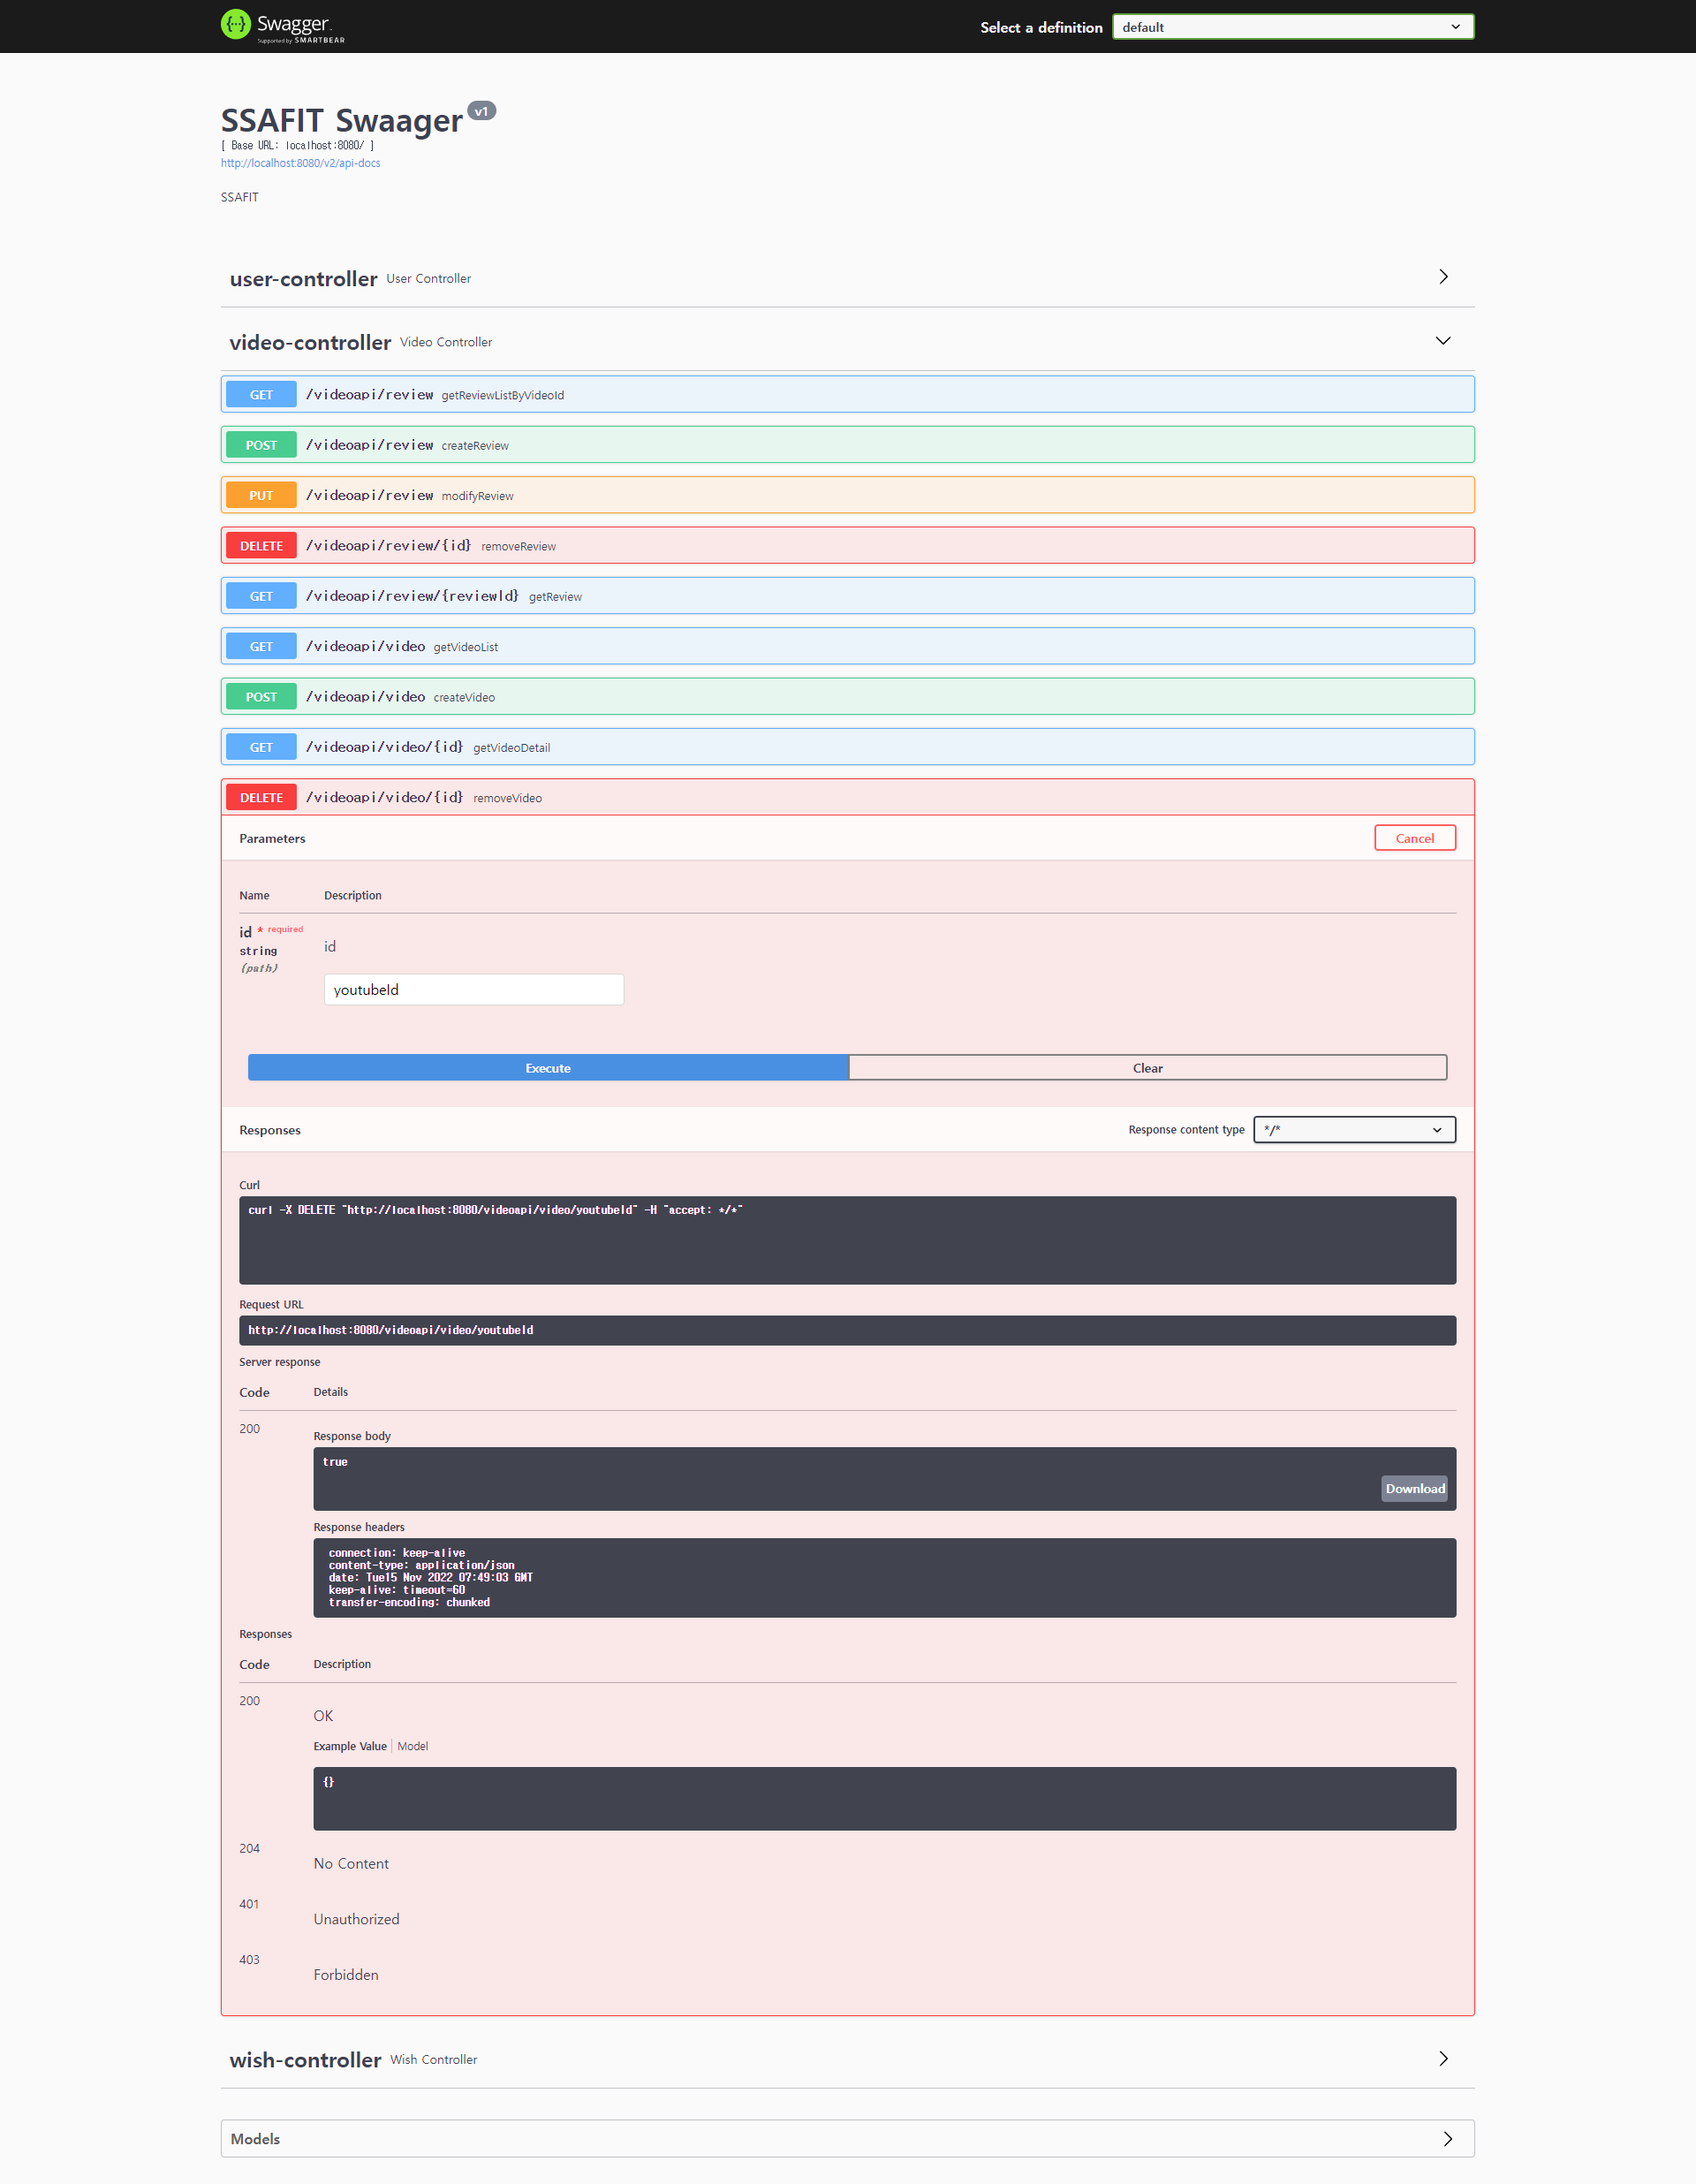 Swagger.
Supported by SMARTBEAR
Select a definition
default
SSAFIT Swaager v1
[ Base URL: localhost:8080/ ]
http://localhost:8080/v2/api-docs
SSAFIT
user-controller User Controller
video-controller Video Controller
GET /videoapi/review getReviewListByVideoId
POST /videoapi/review createReview
PUT /videoapi/review modifyReview
DELETE /videoapi/review/{id} removeReview
GET /videoapi/review/{reviewId} getReview
GET /videoapi/video getVideoList
POST /videoapi/video createVideo
GET /videoapi/video/{id} getVideoDetail
DELETE /videoapi/video/{id} removeVideo
Parameters
Cancel
Name Description
id * required
string
(path)
id
youtubeId
Execute
Clear
Responses
Response content type
*/*
Curl
curl -X DELETE "http://localhost:8080/videoapi/video/youtubeId" -H "accept: */*"
Request URL
http://localhost:8080/videoapi/video/youtubeId
Server response
Code Details
200
Response body
true
Download
Response headers
connection: keep-alive
content-type: application/json
date: Tue15 Nov 2022 07:49:03 GMT
keep-alive: timeout=60
transfer-encoding: chunked
Responses
Code Description
200
OK
Example Value Model
{}
204
No Content
401
Unauthorized
403
Forbidden
wish-controller Wish Controller
Models